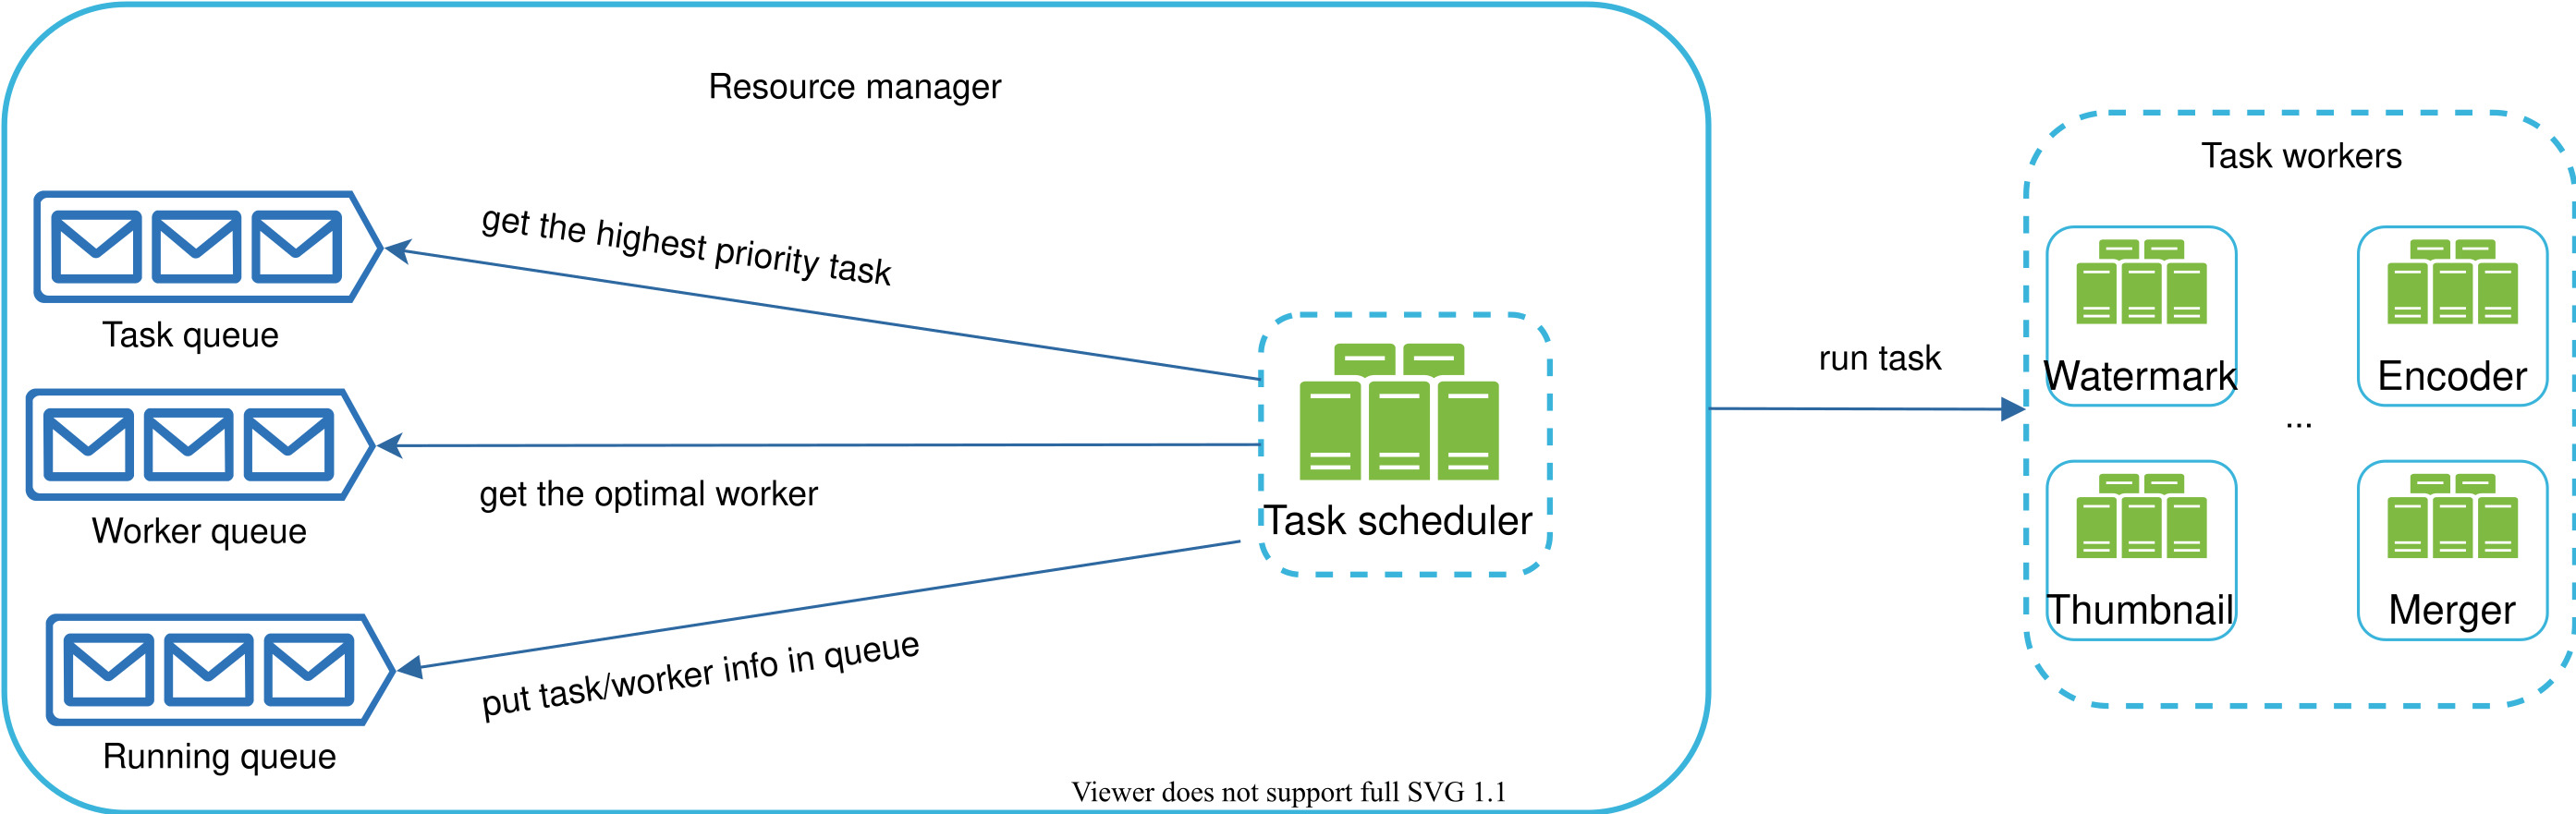 Resource manager
Task workers
get the highest priority task
Task queue
run task
Watermark
Encoder
...
get the optimal worker
Worker queue
Task scheduler
Thumbnail
Merger
put task/worker info in queue
Running queue
Viewer does not support full SVG 1.1